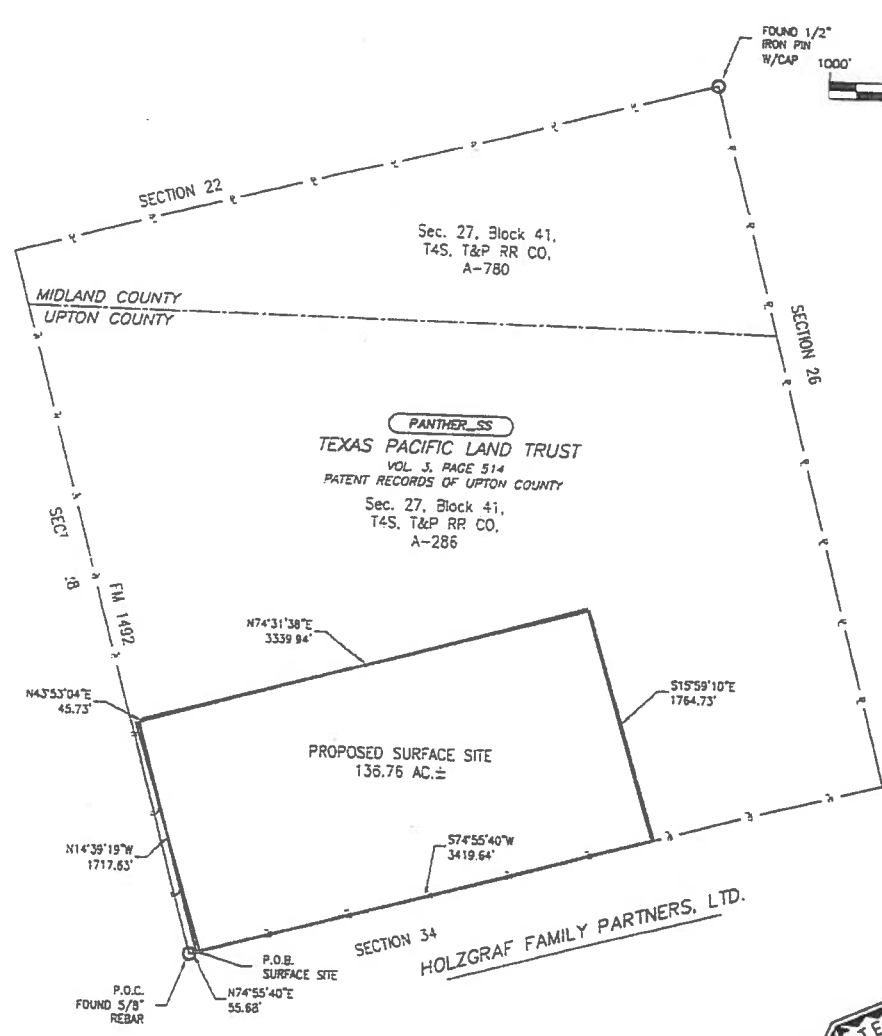 FOUND 1/2"
IRON PIN
W/CAP
1000'
SECTION 22
Sec. 27, Block 41,
T4S, T&P RR CO,
A-780
MIDLAND COUNTY
UPTON COUNTY
SECTION 26
PANTHER_SS
TEXAS PACIFIC LAND TRUST
VOL 3, PAGE 514
PATENT RECORDS OF UPTON COUNTY
Sec. 27, Block 41,
T4S, T&P RR CO,
A-286
FM 1492
N74°31'38"E
3339.94'
N43°53'04"E
45.73'
S15°59'10"E
1764.73'
PROPOSED SURFACE SITE
136.76 AC.±
N14°39'19"W
1717.63'
S74°55'40"W
3419.64'
SECTION 34
HOLZGRAF FAMILY PARTNERS, LTD.
P.O.B.
SURFACE SITE
P.O.C.
FOUND 5/8"
REBAR
N74°55'40"E
55.68'